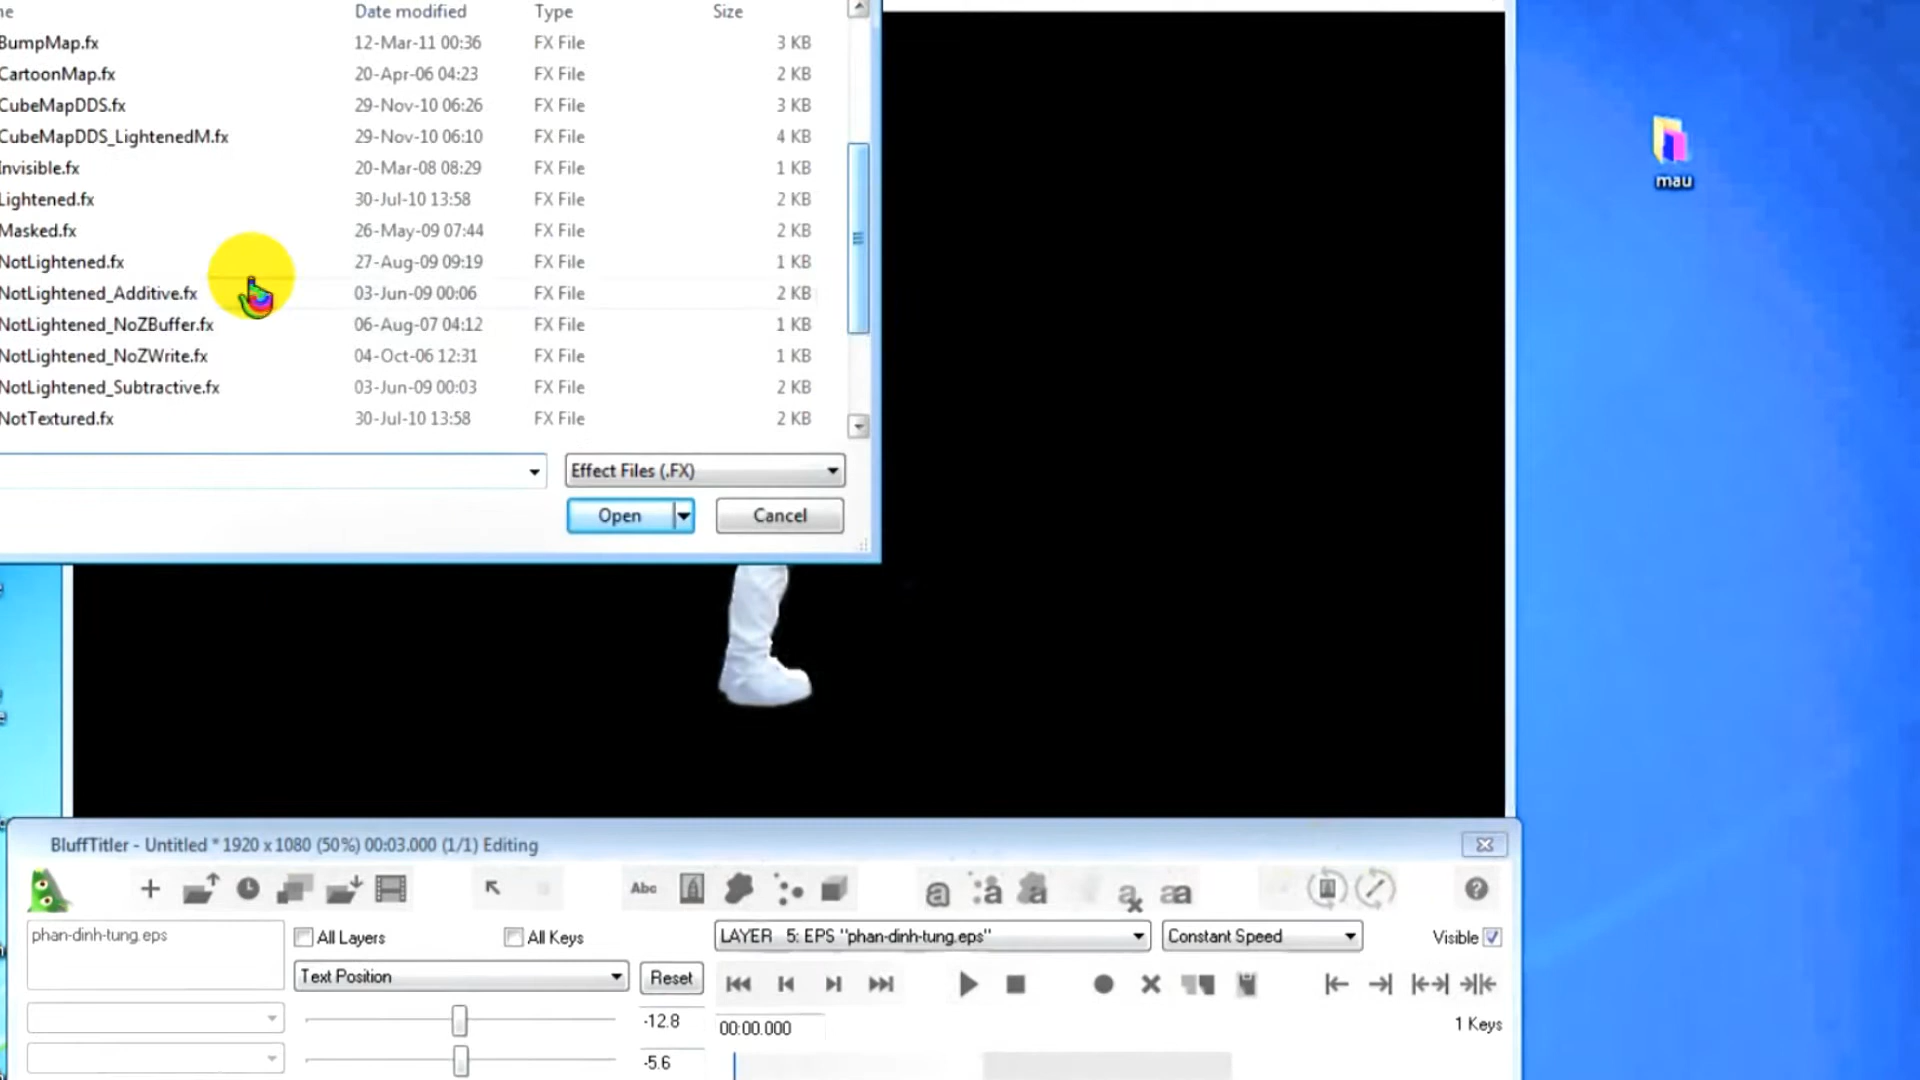 ne Date modified Type Size
BumpMap.fx 12-Mar-11 00:36 FX File 3 KB
CartoonMap.fx 20-Apr-06 04:23 FX File 2 KB
CubeMapDDS.fx 29-Nov-10 06:26 FX File 3 KB
CubeMapDDS_LightenedM.fx 29-Nov-10 06:10 FX File 4 KB
Invisible.fx 20-Mar-08 08:29 FX File 1 KB
Lightened.fx 30-Jul-10 13:58 FX File 2 KB
Masked.fx 26-May-09 07:44 FX File 2 KB
NotLightened.fx 27-Aug-09 09:19 FX File 1 KB
NotLightened_Additive.fx 03-Jun-09 00:06 FX File 2 KB
NotLightened_NoZBuffer.fx 06-Aug-07 04:12 FX File 1 KB
NotLightened_NoZWrite.fx 04-Oct-06 12:31 FX File 1 KB
NotLightened_Subtractive.fx 03-Jun-09 00:03 FX File 2 KB
NotTextured.fx 30-Jul-10 13:58 FX File 2 KB
Effect Files (.FX)
Open Cancel
mau
BluffTitler - Untitled * 1920 x 1080 (50%) 00:03.000 (1/1) Editing
Abc a a a a aa ?
phan-dinh-tung.eps All Layers All Keys LAYER 5: EPS "phan-dinh-tung.eps" Constant Speed Visible
Text Position Reset
-12.8 00:00.000 1 Keys
-5.6